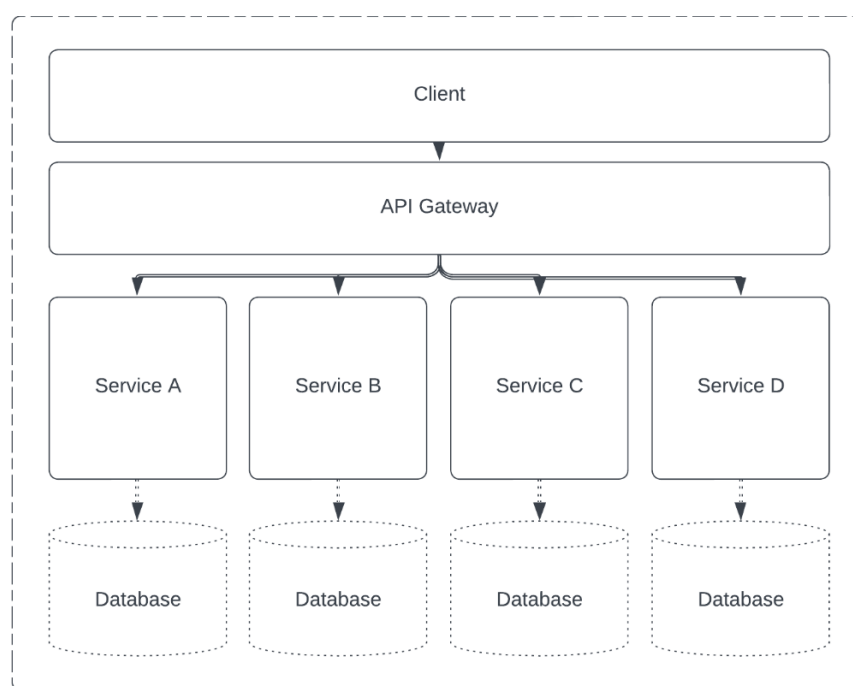 Client
API Gateway
Service A
Service B
Service C
Service D
Database
Database
Database
Database